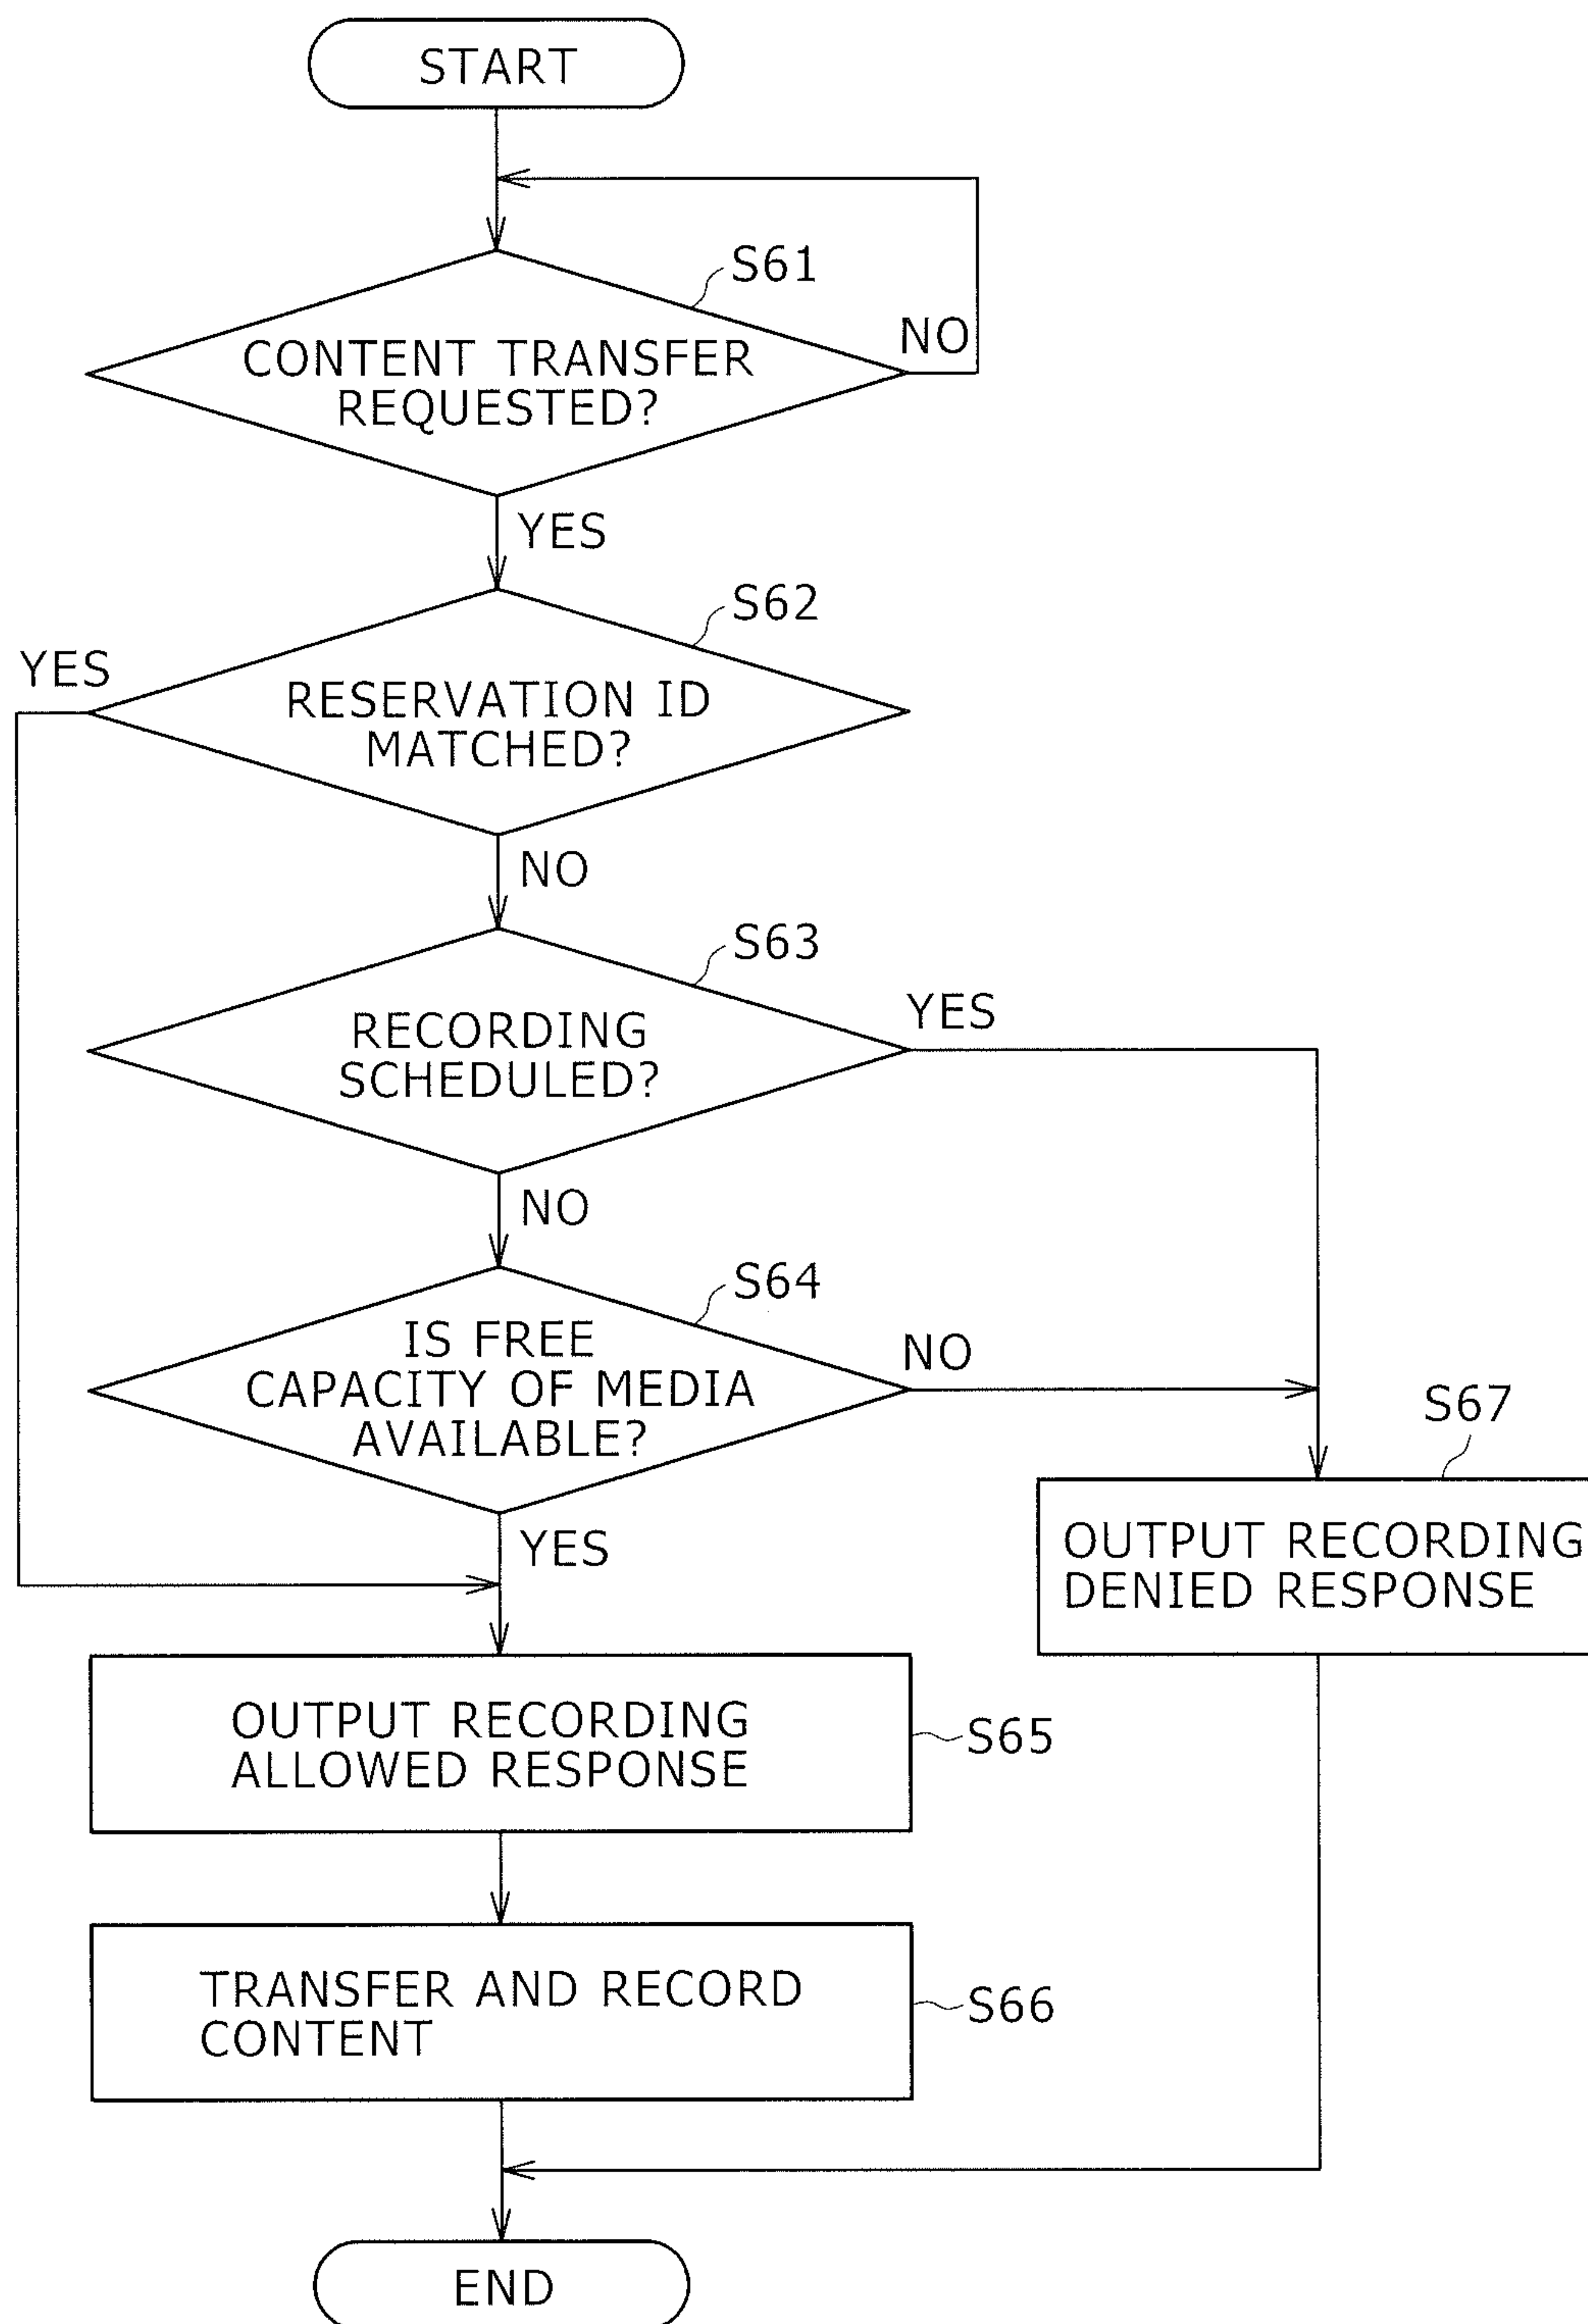 START
S61
NO
CONTENT TRANSFER
REQUESTED?
YES
S62
YES
RESERVATION ID
MATCHED?
NO
S63
YES
RECORDING
SCHEDULED?
NO
S64
IS FREE
NO
CAPACITY OF MEDIA
AVAILABLE?
S67
YES
OUTPUT RECORDING
DENIED RESPONSE
OUTPUT RECORDING
ALLOWED RESPONSE
S65
TRANSFER AND RECORD
CONTENT
S66
END